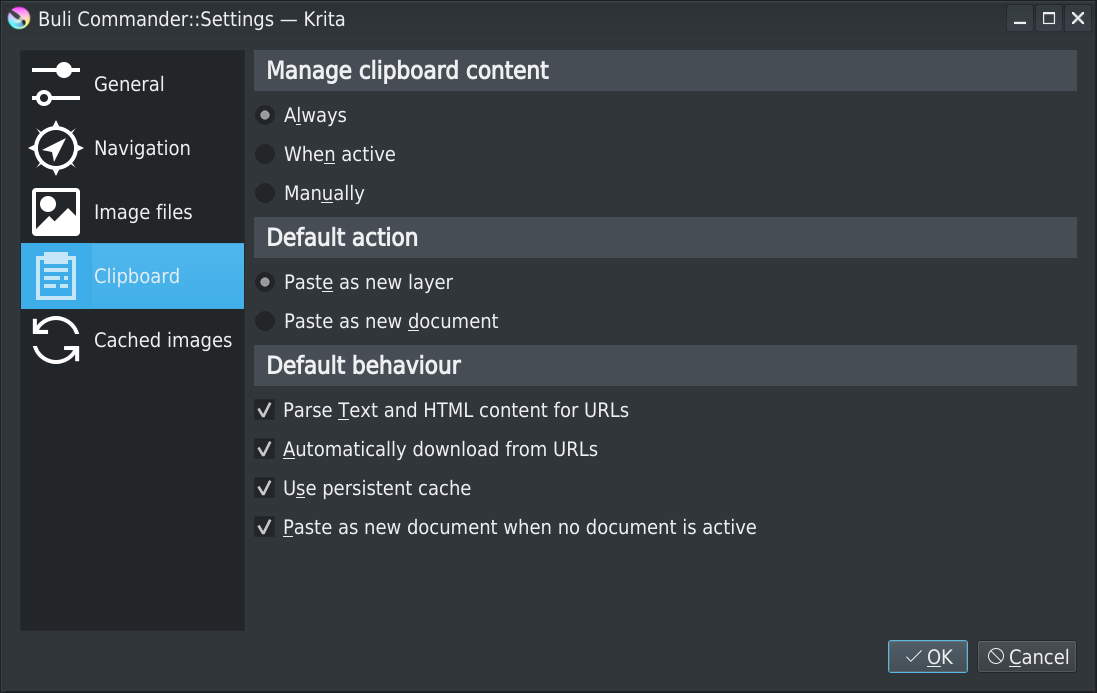 Buli Commander::Settings — Krita
General
Navigation
Image files
Clipboard
Cached images
Manage clipboard content
Always
When active
Manually
Default action
Paste as new layer
Paste as new document
Default behaviour
Parse Text and HTML content for URLs
Automatically download from URLs
Use persistent cache
Paste as new document when no document is active
OK
Cancel